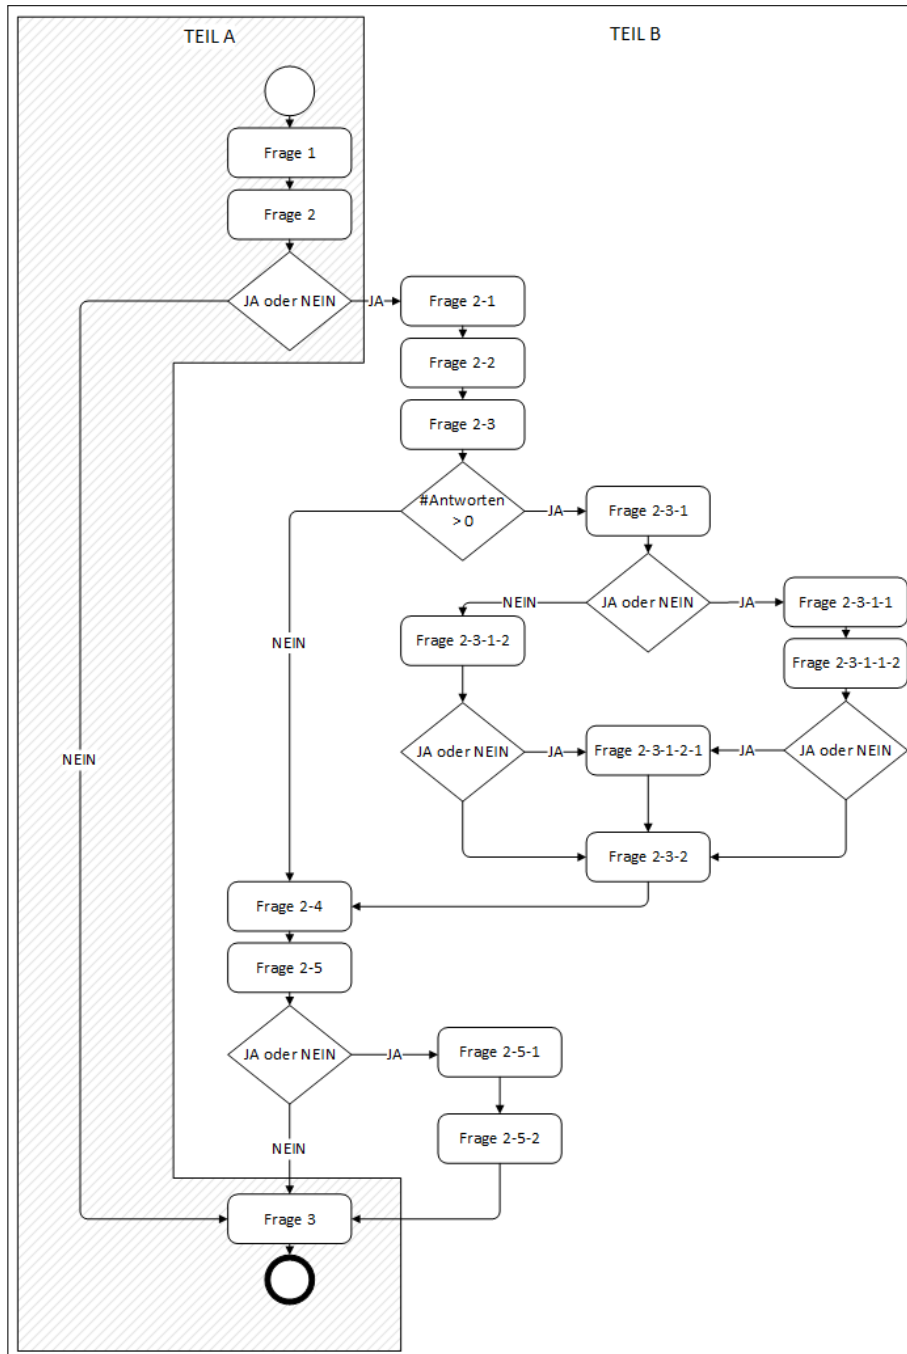 TEIL A
TEIL B
Frage 1
Frage 2
JA oder NEIN
JA
Frage 2-1
Frage 2-2
Frage 2-3
#Antworten
> 0
JA
Frage 2-3-1
NEIN
JA oder NEIN
JA
Frage 2-3-1-1
Frage 2-3-1-2
NEIN
Frage 2-3-1-1-2
JA oder NEIN
JA
Frage 2-3-1-2-1
JA
JA oder NEIN
NEIN
Frage 2-3-2
Frage 2-4
Frage 2-5
JA oder NEIN
JA
Frage 2-5-1
Frage 2-5-2
NEIN
Frage 3